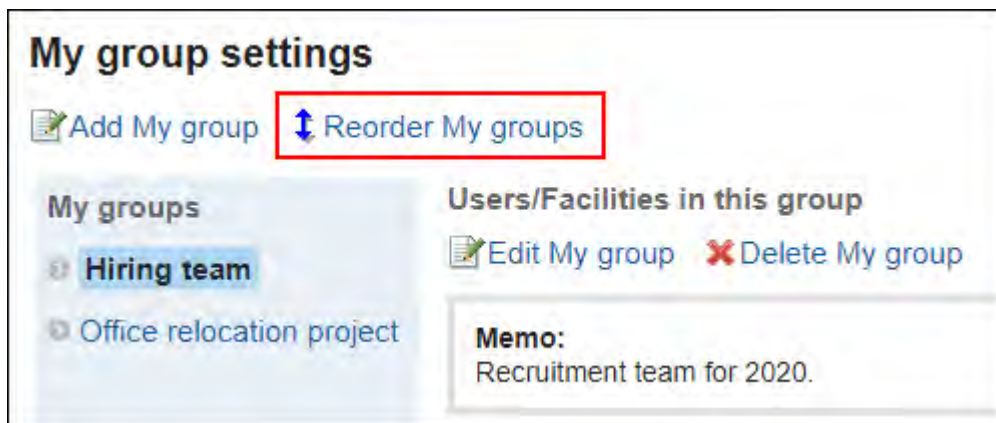 My group settings
Add My group Reorder My groups
My groups
Hiring team
Office relocation project
Users/Facilities in this group
Edit My group Delete My group
Memo:
Recruitment team for 2020.